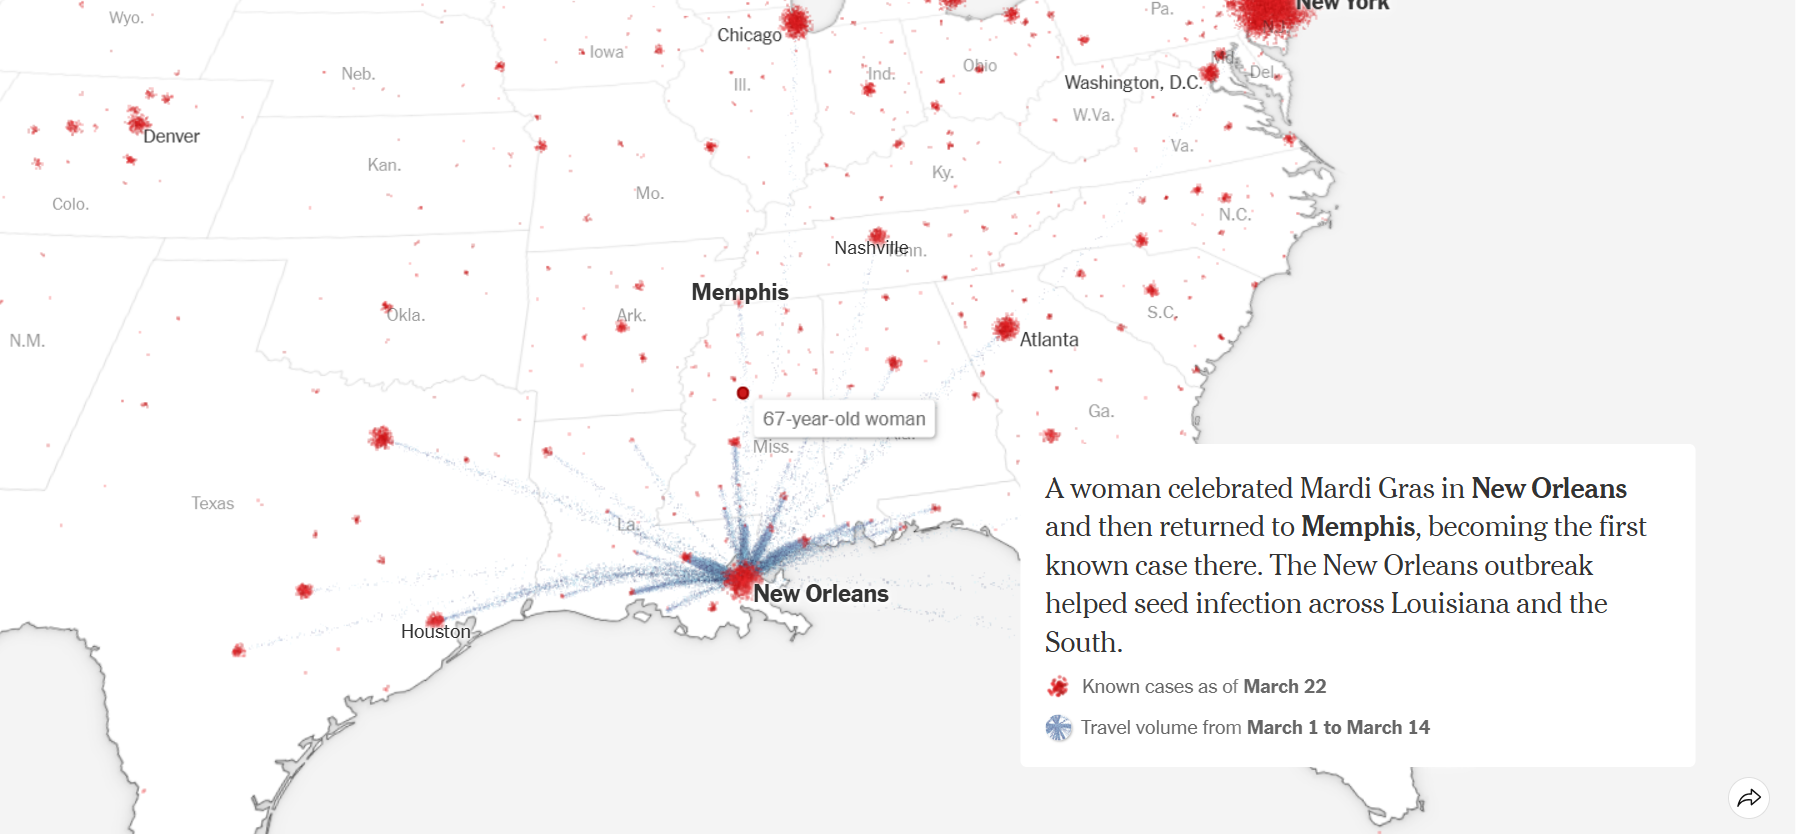 New York
Wyo.
Pa.
Chicago
Iowa
N.J.
Neb.
Ohio
Ind.
Md.
Del.
Ill.
Washington, D.C.
W.Va.
Denver
Va.
Kan.
Ky.
Mo.
Colo.
N.C.
Nashville
Tenn.
Memphis
Okla.
Ark.
S.C.
N.M.
Atlanta
Ga.
67-year-old woman
Ala.
Miss.
Texas
La.
New Orleans
Houston
A woman celebrated Mardi Gras in New Orleans
and then returned to Memphis, becoming the first
known case there. The New Orleans outbreak
helped seed infection across Louisiana and the
South.
Known cases as of March 22
Travel volume from March 1 to March 14